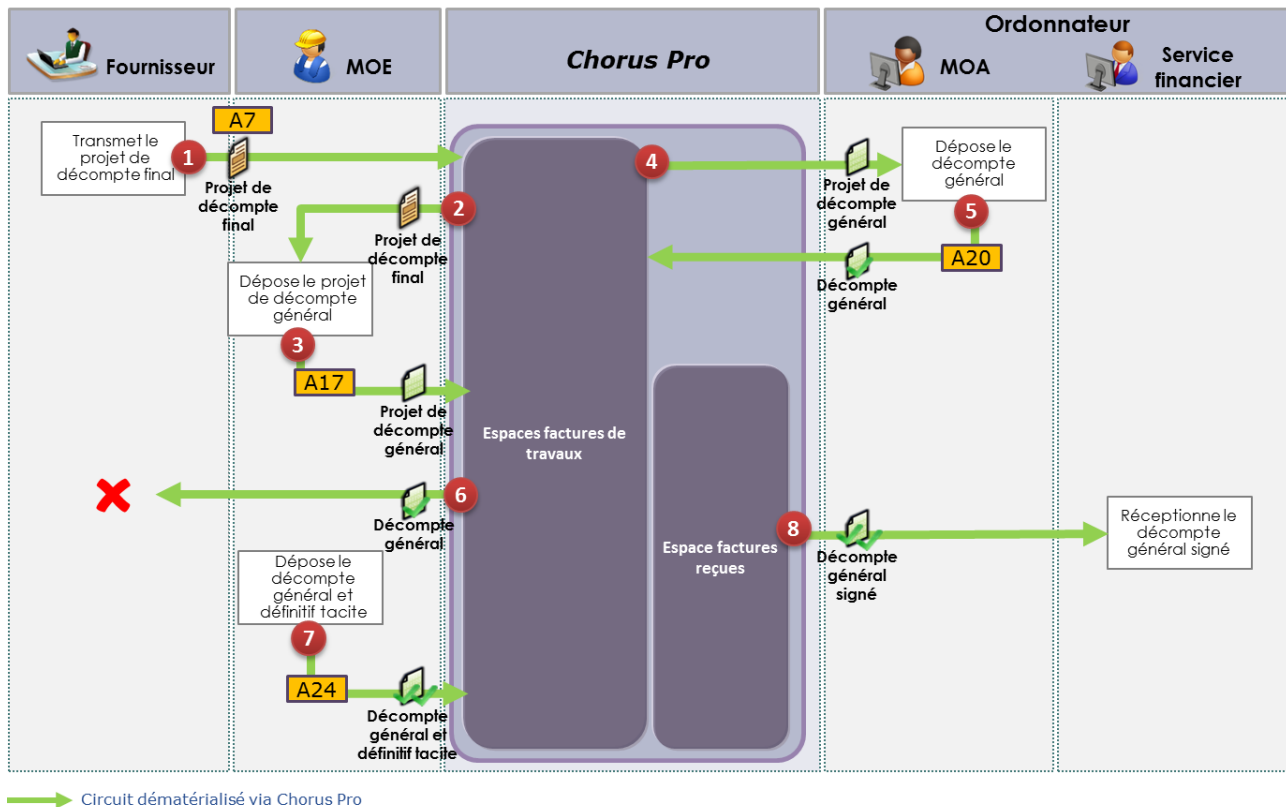 Ordonnateur
Fournisseur
MOE
Chorus Pro
MOA
Service
financier
Transmet le
projet de
décompte final
1
A7
Projet de
décompte
final
2
Projet de
décompte
final
Dépose le projet
de décompte
général
3
A17
Projet de
décompte
général
4
Projet de
décompte
général
Dépose le
décompte
général
5
A20
Décompte
général
Espaces factures de
travaux
6
Décompte
général
Dépose le
décompte
général et
définitif tacite
7
A24
Décompte
général et
définitif tacite
Espace factures
reçues
8
Décompte
général
signé
Réceptionne le
décompte
général signé
Circuit dématérialisé via Chorus Pro